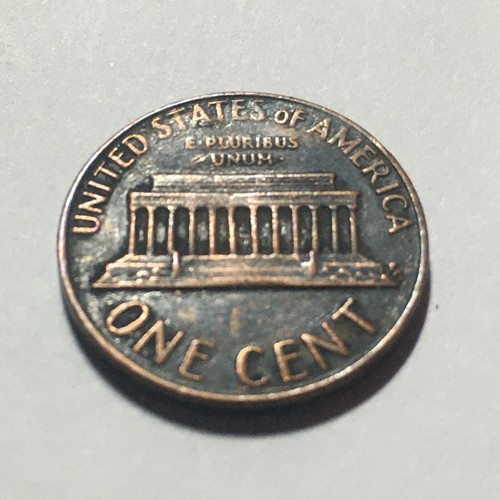 UNITED STATES OF AMERICA
E·PLURIBUS
·UNUM·
ONE CENT